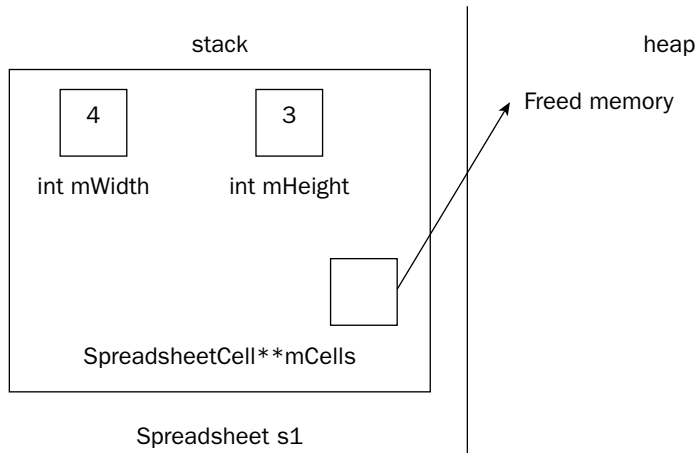 stack
heap
Freed memory
4
3
int mWidth
int mHeight
SpreadsheetCell**mCells
Spreadsheet s1